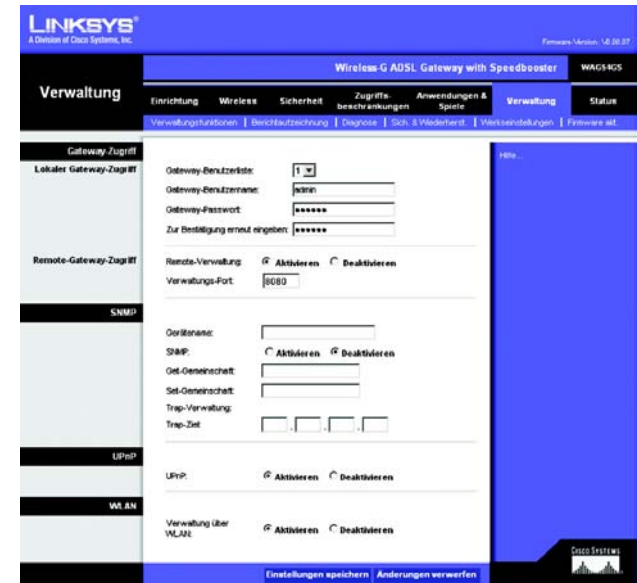 LINKSYS®
A Division of Cisco Systems, Inc.
Firmware-Version: V0.00.07
Wireless-G ADSL Gateway with Speedbooster WAG54GS
Verwaltung
Einrichtung Wireless Sicherheit Zugriffs-beschränkungen Anwendungen & Spiele Verwaltung Status
Verwaltungsfunktionen | Berichtaufzeichnung | Diagnose | Sich. & Wiederherst. | Werkseinstellungen | Firmware akt.
Gateway-Zugriff
Hilfe...
Lokaler Gateway-Zugriff
Gateway-Benutzerliste: 1
Gateway-Benutzername: admin
Gateway-Passwort: ●●●●●●
Zur Bestätigung erneut eingeben: ●●●●●●
Remote-Gateway-Zugriff
Remote-Verwaltung: Aktivieren Deaktivieren
Verwaltungs-Port: 8080
SNMP
Gerätename:
SNMP: Aktivieren Deaktivieren
Get-Gemeinschaft:
Set-Gemeinschaft:
Trap-Verwaltung:
Trap-Ziel: . . .
UPnP
UPnP: Aktivieren Deaktivieren
WLAN
Verwaltung über
WLAN: Aktivieren Deaktivieren
Einstellungen speichern Änderungen verwerfen
CISCO SYSTEMS